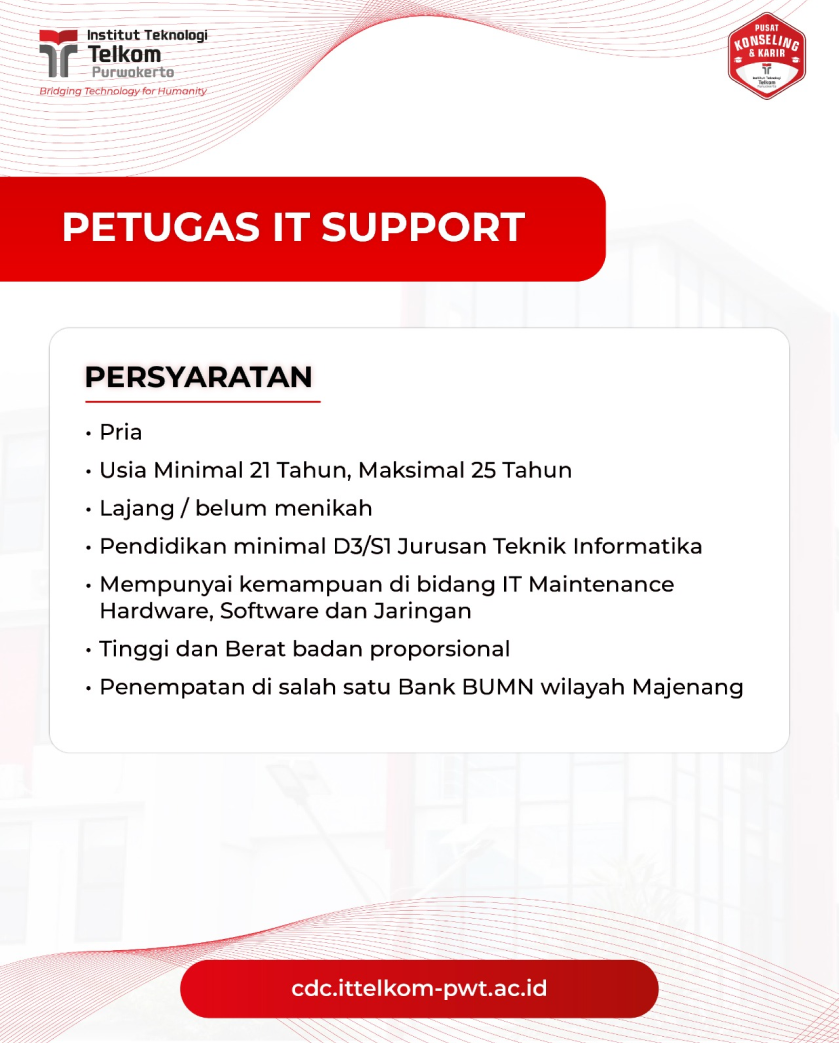 Institut Teknologi
Telkom
Purwokerto
Bridging Technology for Humanity
PUSAT
KONSELING
& KARIR
Institut Teknologi
Telkom
Purwokerto
PETUGAS IT SUPPORT
PERSYARATAN
• Pria
• Usia Minimal 21 Tahun, Maksimal 25 Tahun
• Lajang / belum menikah
• Pendidikan minimal D3/S1 Jurusan Teknik Informatika
• Mempunyai kemampuan di bidang IT Maintenance
Hardware, Software dan Jaringan
• Tinggi dan Berat badan proporsional
• Penempatan di salah satu Bank BUMN wilayah Majenang
cdc.ittelkom-pwt.ac.id